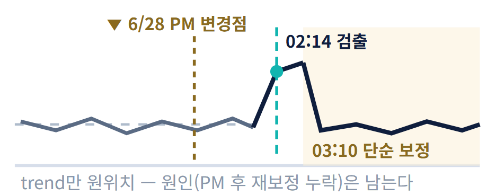 ▼ 6/28 PM 변경점
02:14 검출
03:10 단순 보정
trend만 원위치 — 원인(PM 후 재보정 누락)은 남는다